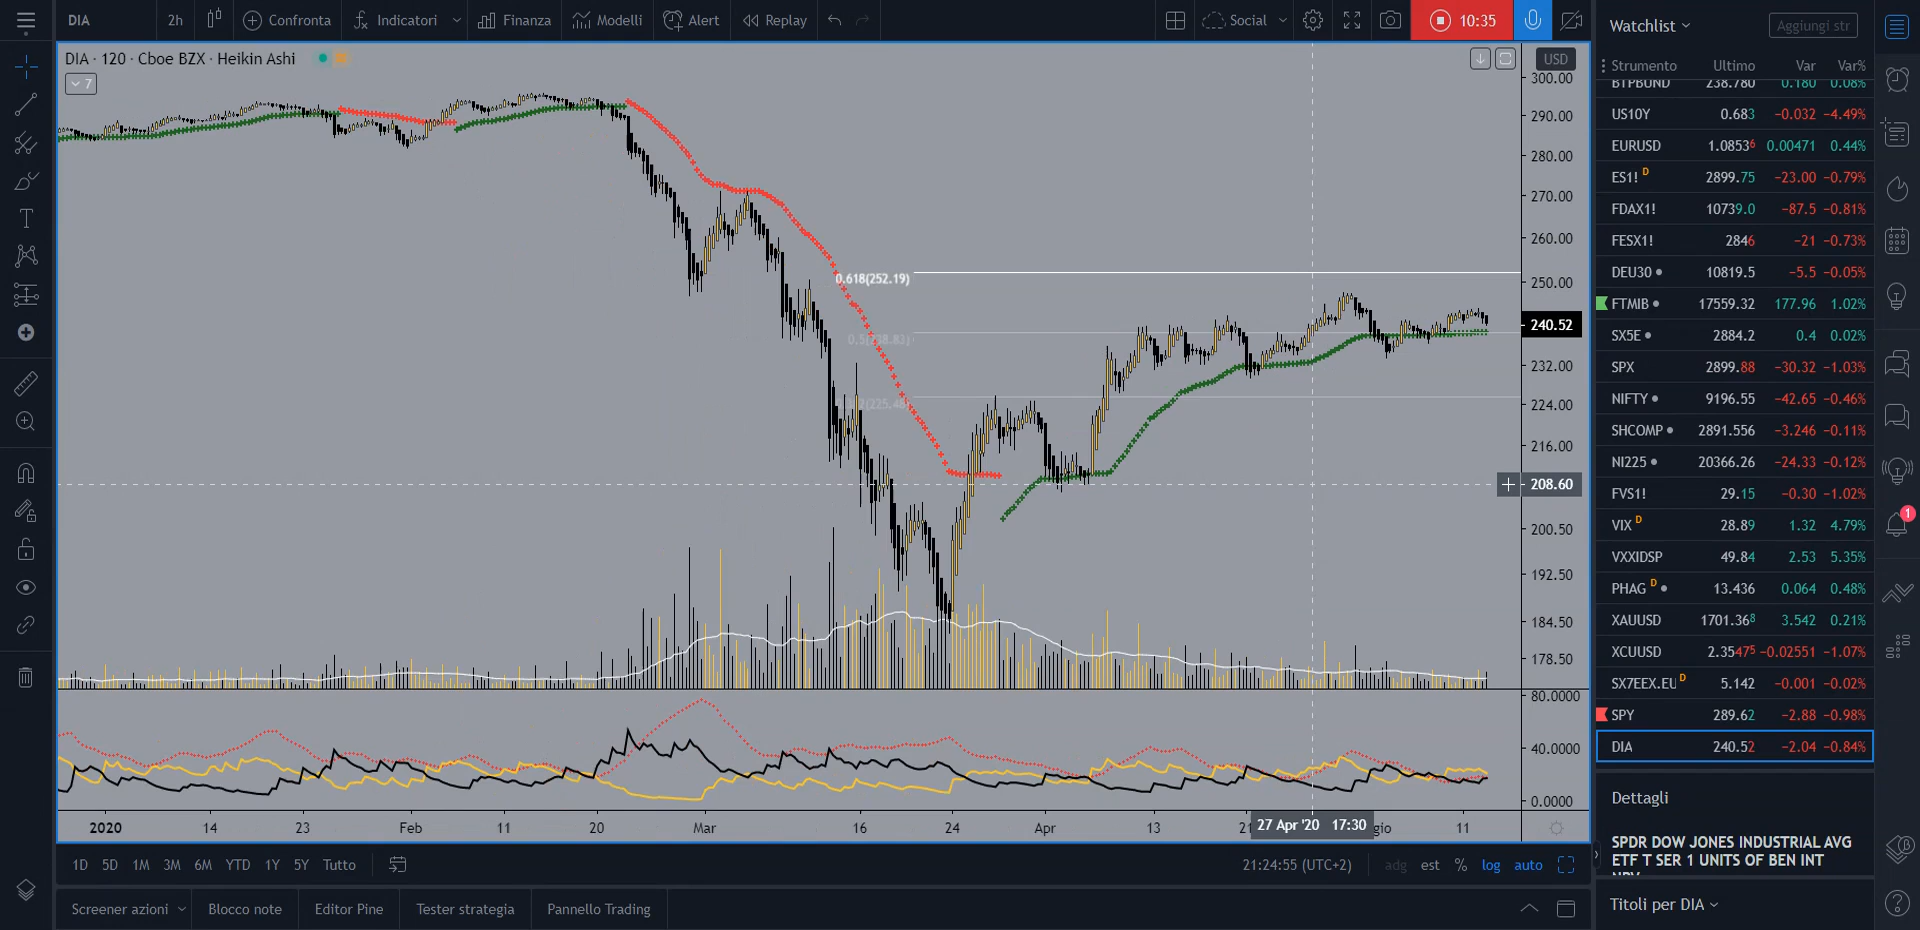 DIA
2h
Confronta
Indicatori
Finanza
Modelli
Alert
Replay
Social
10:35
DIA · 120 · Cboe BZX · Heikin Ashi
7
USD
300.00
290.00
280.00
270.00
260.00
250.00
240.52
232.00
224.00
216.00
208.60
200.50
192.50
184.50
178.50
80.0000
40.0000
0.0000
0.618(252.19)
2020
14
23
Feb
11
20
Mar
16
24
Apr
13
27 Apr '20 17:30
gio
11
1D 5D 1M 3M 6M YTD 1Y 5Y Tutto
21:24:55 (UTC+2)
adg est % log auto
Screener azioni
Blocco note
Editor Pine
Tester strategia
Pannello Trading
Watchlist
Aggiungi str
Strumento Ultimo Var Var%
BTPBUND 238.780 0.180 0.08%
US10Y 0.683 −0.032 −4.49%
EURUSD 1.08536 0.00471 0.44%
ES1! D 2899.75 −23.00 −0.79%
FDAX1! 10739.0 −87.5 −0.81%
FESX1! 2846 −21 −0.73%
DEU30 10819.5 −5.5 −0.05%
FTMIB 17559.32 177.96 1.02%
SX5E 2884.2 0.4 0.02%
SPX 2899.88 −30.32 −1.03%
NIFTY 9196.55 −42.65 −0.46%
SHCOMP 2891.556 −3.246 −0.11%
NI225 20366.26 −24.33 −0.12%
FVS1! 29.15 −0.30 −1.02%
VIX D 28.89 1.32 4.79%
VXXIDSP 49.84 2.53 5.35%
PHAG D 13.436 0.064 0.48%
XAUUSD 1701.368 3.542 0.21%
XCUUSD 2.35475 −0.02551 −1.07%
SX7EEX.EU D 5.142 −0.001 −0.02%
SPY 289.62 −2.88 −0.98%
DIA 240.52 −2.04 −0.84%
Dettagli
SPDR DOW JONES INDUSTRIAL AVG
ETF T SER 1 UNITS OF BEN INT
Titoli per DIA
1